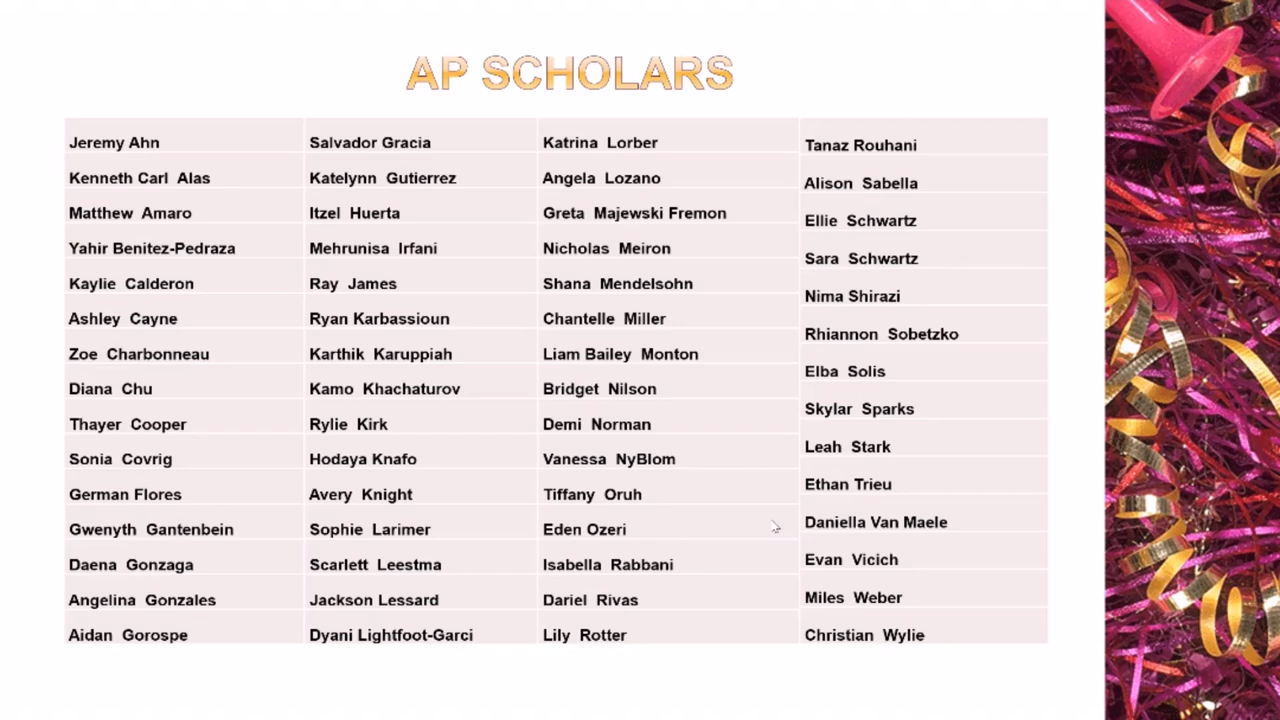 AP SCHOLARS
Jeremy Ahn
Kenneth Carl Alas
Matthew Amaro
Yahir Benitez-Pedraza
Kaylie Calderon
Ashley Cayne
Zoe Charbonneau
Diana Chu
Thayer Cooper
Sonia Covrig
German Flores
Gwenyth Gantenbein
Daena Gonzaga
Angelina Gonzales
Aidan Gorospe
Salvador Gracia
Katelynn Gutierrez
Itzel Huerta
Mehrunisa Irfani
Ray James
Ryan Karbassioun
Karthik Karuppiah
Kamo Khachaturov
Rylie Kirk
Hodaya Knafo
Avery Knight
Sophie Larimer
Scarlett Leestma
Jackson Lessard
Dyani Lightfoot-Garci
Katrina Lorber
Angela Lozano
Greta Majewski Fremon
Nicholas Meiron
Shana Mendelsohn
Chantelle Miller
Liam Bailey Monton
Bridget Nilson
Demi Norman
Vanessa NyBlom
Tiffany Oruh
Eden Ozeri
Isabella Rabbani
Dariel Rivas
Lily Rotter
Tanaz Rouhani
Alison Sabella
Ellie Schwartz
Sara Schwartz
Nima Shirazi
Rhiannon Sobetzko
Elba Solis
Skylar Sparks
Leah Stark
Ethan Trieu
Daniella Van Maele
Evan Vicich
Miles Weber
Christian Wylie